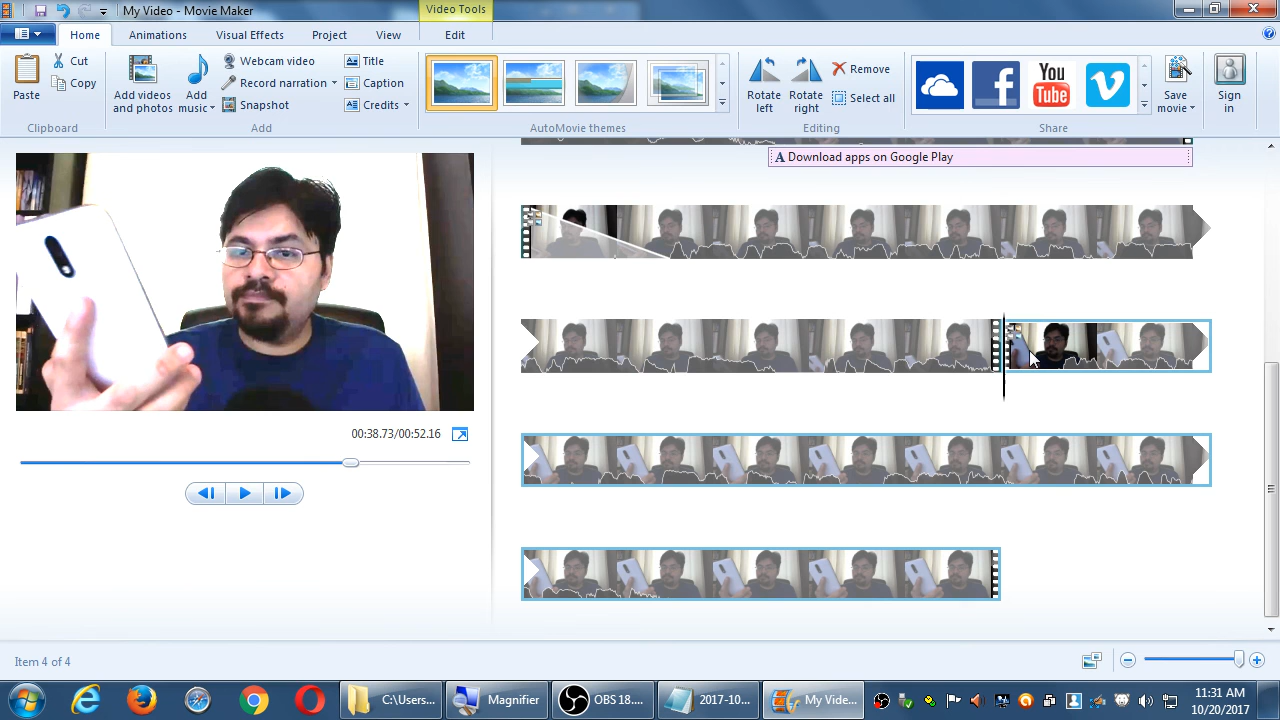 My Video - Movie Maker
Video Tools
Home
Animations
Visual Effects
Project
View
Edit
Paste
Cut
Copy
Clipboard
Add videos and photos
Add music
Webcam video
Record narration
Snapshot
Title
Caption
Credits
Add
AutoMovie themes
Rotate left
Rotate right
Remove
Select all
Editing
You Tube
Share
Save movie
Sign in
A Download apps on Google Play
00:38.73/00:52.16
Item 4 of 4
C:\Users...
Magnifier
OBS 18....
2017-10...
My Vide...
11:31 AM
10/20/2017